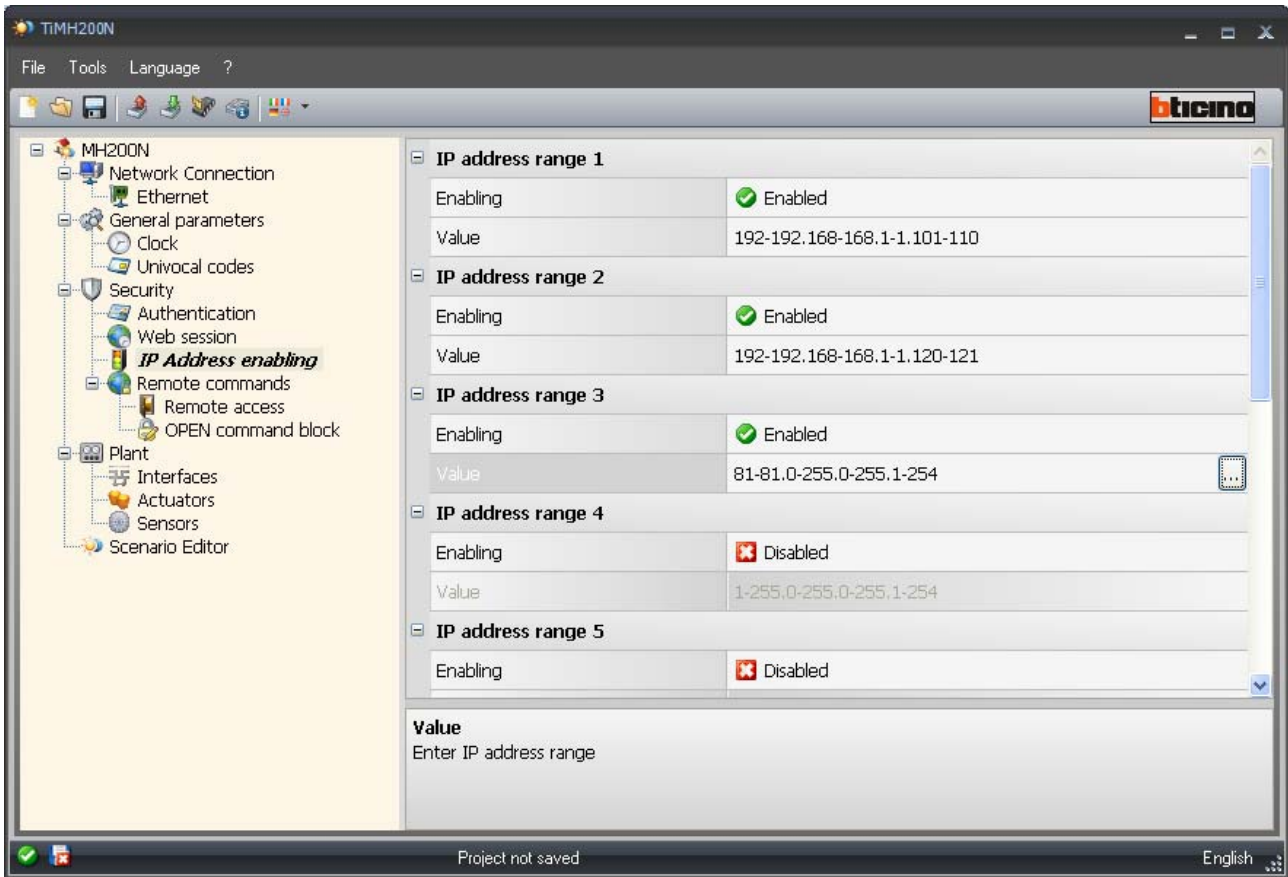 TiMH200N
File Tools Language ?
bticino
MH200N
Network Connection
Ethernet
General parameters
Clock
Univocal codes
Security
Authentication
Web session
IP Address enabling
Remote commands
Remote access
OPEN command block
Plant
Interfaces
Actuators
Sensors
Scenario Editor
IP address range 1
Enabling Enabled
Value 192-192.168-168.1-1.101-110
IP address range 2
Enabling Enabled
Value 192-192.168-168.1-1.120-121
IP address range 3
Enabling Enabled
Value 81-81.0-255.0-255.1-254 ...
IP address range 4
Enabling Disabled
Value 1-255.0-255.0-255.1-254
IP address range 5
Enabling Disabled
Value
Enter IP address range
Project not saved English